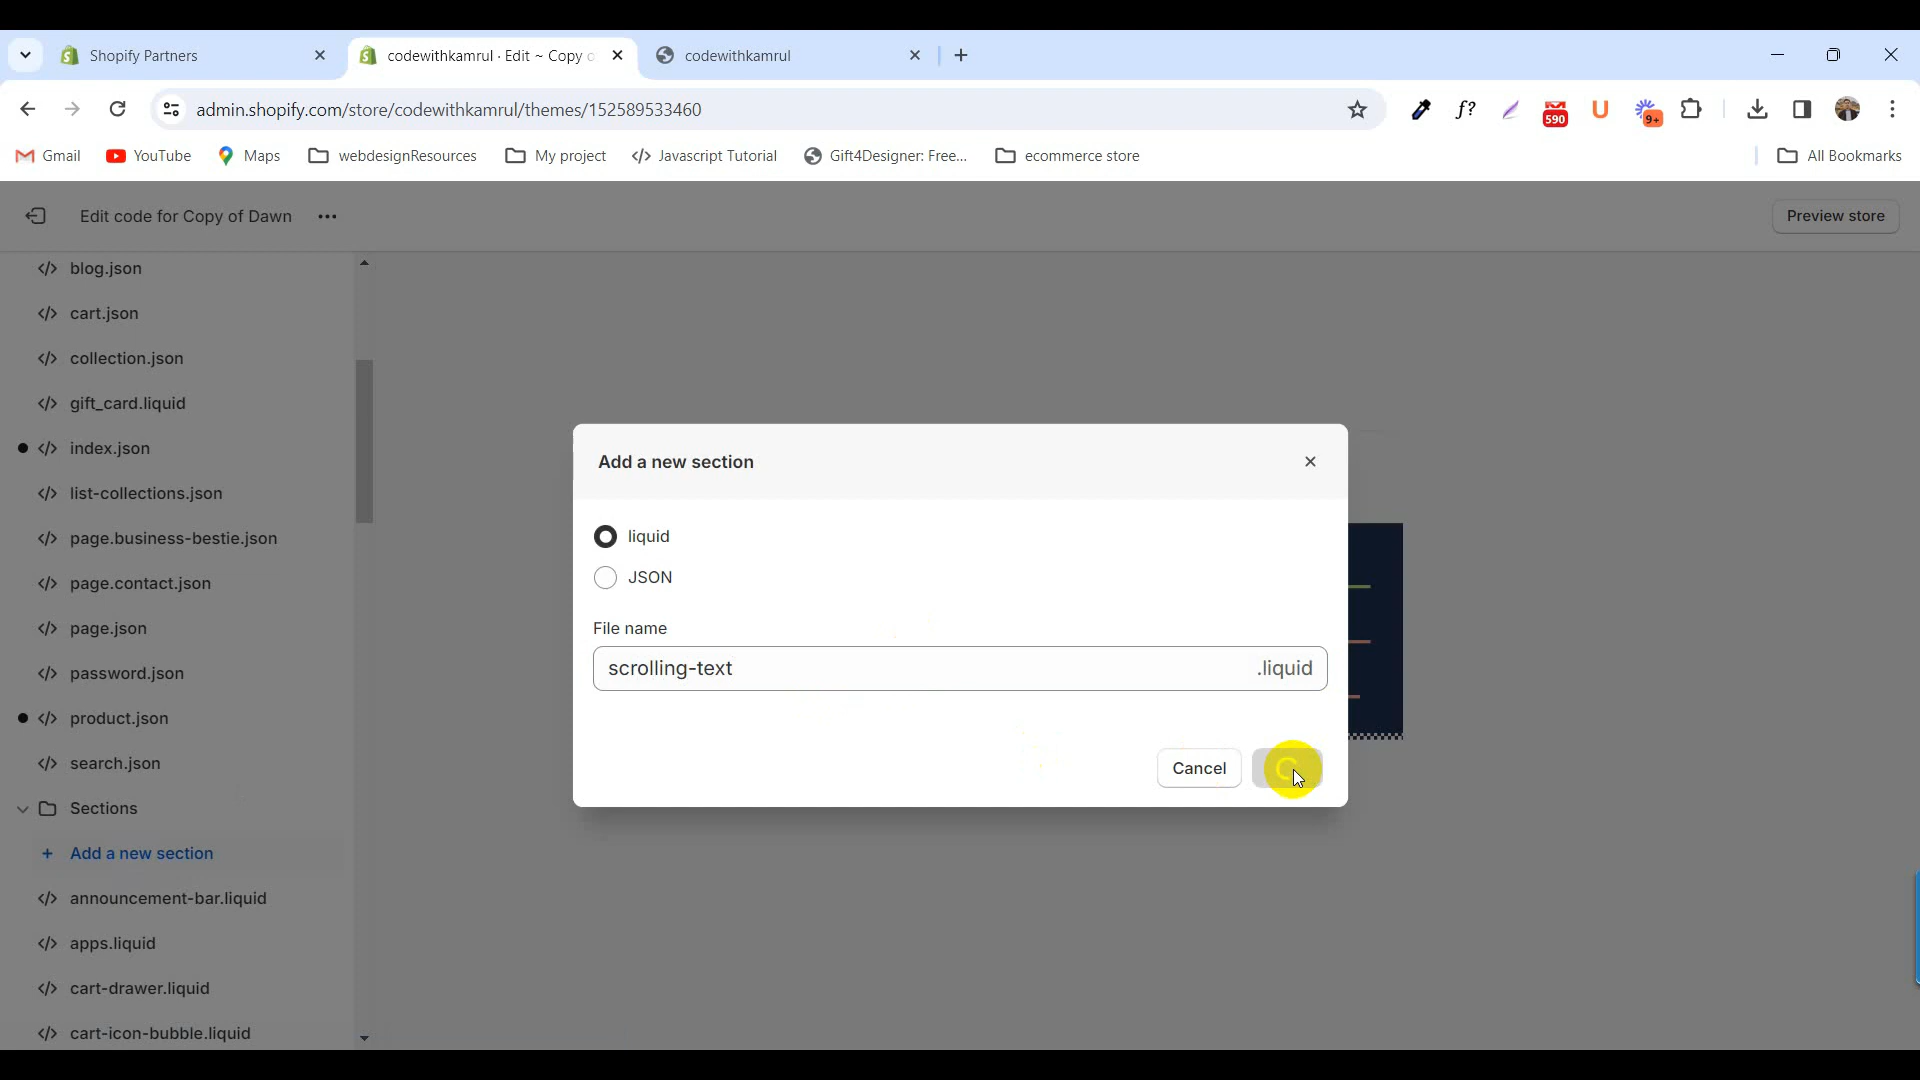 Shopify Partners
codewithkamrul · Edit ~ Copy o
codewithkamrul
admin.shopify.com/store/codewithkamrul/themes/152589533460
f?
590
U
9+
Gmail
YouTube
Maps
webdesignResources
My project
</> Javascript Tutorial
Gift4Designer: Free...
ecommerce store
All Bookmarks
Edit code for Copy of Dawn
Preview store
</> blog.json
</> cart.json
</> collection.json
</> gift_card.liquid
</> index.json
</> list-collections.json
</> page.business-bestie.json
</> page.contact.json
</> page.json
</> password.json
</> product.json
</> search.json
Sections
+ Add a new section
</> announcement-bar.liquid
</> apps.liquid
</> cart-drawer.liquid
</> cart-icon-bubble.liquid
Add a new section
liquid
JSON
File name
scrolling-text .liquid
Cancel